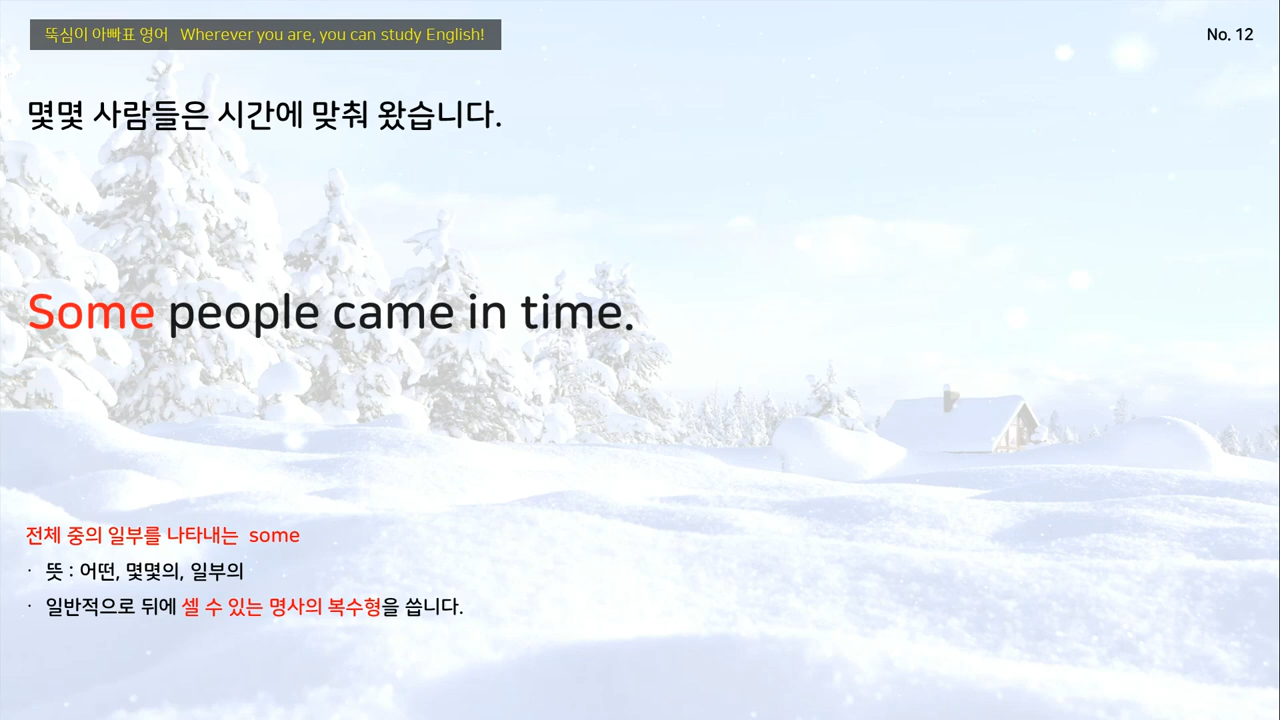 뚝심이 아빠표 영어 Wherever you are, you can study English!
No. 12
몇몇 사람들은 시간에 맞춰 왔습니다.
Some people came in time.
전체 중의 일부를 나타내는 some
· 뜻 : 어떤, 몇몇의, 일부의
· 일반적으로 뒤에 셀 수 있는 명사의 복수형을 씁니다.